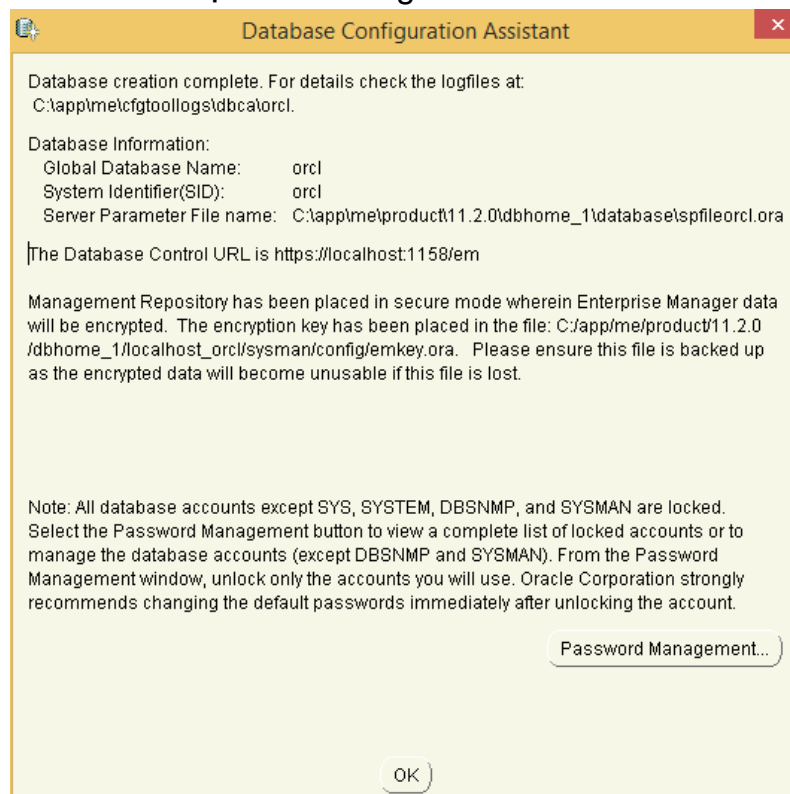 Database Configuration Assistant
Database creation complete. For details check the logfiles at:
C:\app\me\cfgtoollogs\dbca\orcl.
Database Information:
Global Database Name: orcl
System Identifier(SID): orcl
Server Parameter File name: C:\app\me\product\11.2.0\dbhome_1\database\spfileorcl.ora
The Database Control URL is https://localhost:1158/em
Management Repository has been placed in secure mode wherein Enterprise Manager data
will be encrypted. The encryption key has been placed in the file: C:/app/me/product/11.2.0
/dbhome_1/localhost_orcl/sysman/config/emkey.ora. Please ensure this file is backed up
as the encrypted data will become unusable if this file is lost.
Note: All database accounts except SYS, SYSTEM, DBSNMP, and SYSMAN are locked.
Select the Password Management button to view a complete list of locked accounts or to
manage the database accounts (except DBSNMP and SYSMAN). From the Password
Management window, unlock only the accounts you will use. Oracle Corporation strongly
recommends changing the default passwords immediately after unlocking the account.
Password Management...
OK